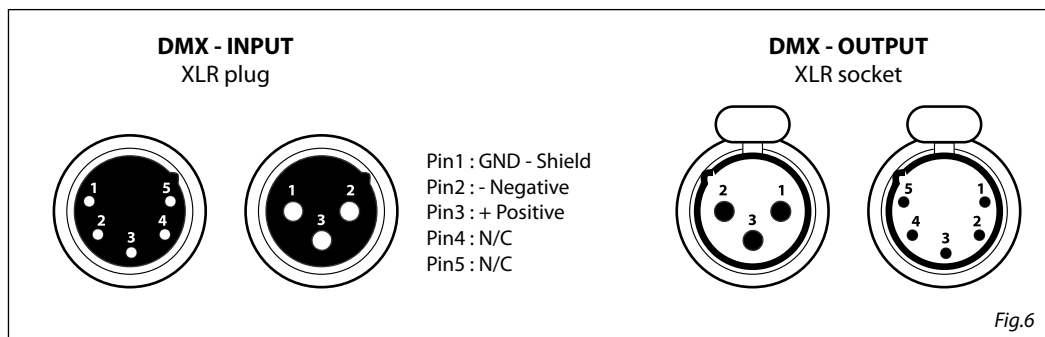 DMX - INPUT
XLR plug
1
5
2
4
3
1
2
3
Pin1 : GND - Shield
Pin2 : - Negative
Pin3 : + Positive
Pin4 : N/C
Pin5 : N/C
DMX - OUTPUT
XLR socket
2
1
3
5
1
4
2
3
Fig.6